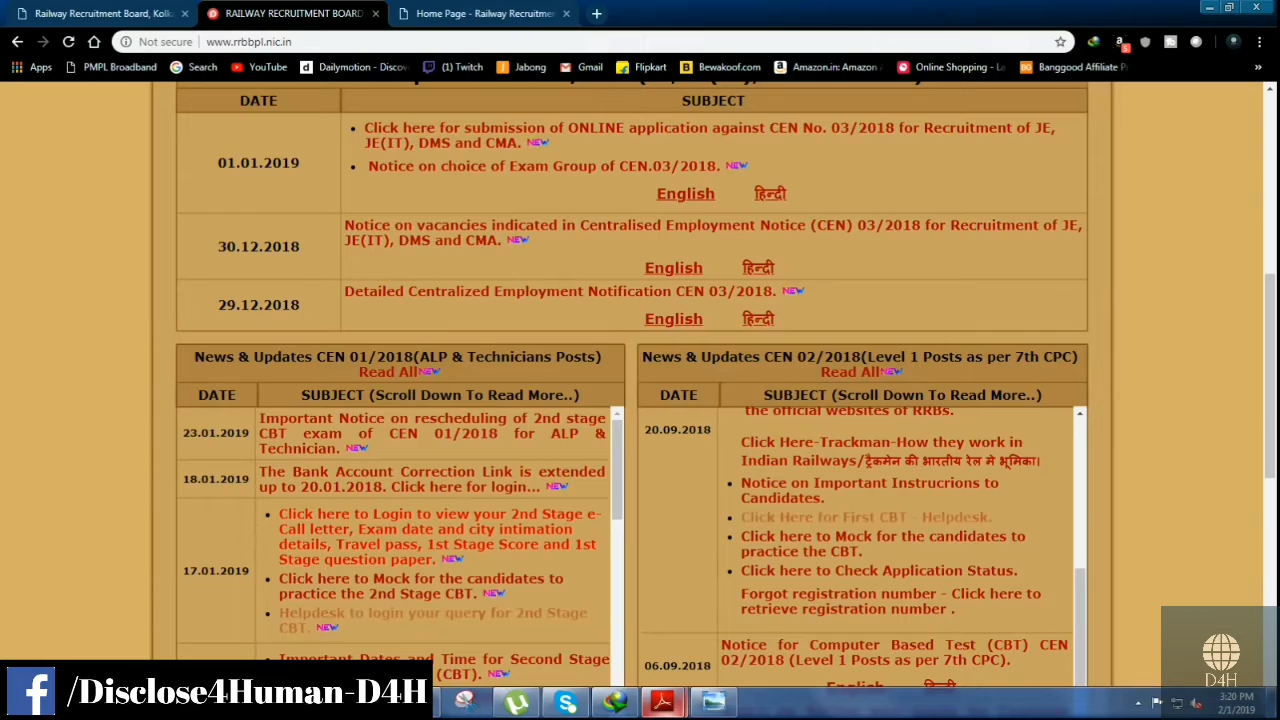 Railway Recruitment Board, Kolk
RAILWAY RECRUITMENT BOARD
Home Page - Railway Recruitmen
Not secure
www.rrbbpl.nic.in
Apps
PMPL Broadband
Search
YouTube
Dailymotion - Discov
(1) Twitch
Jabong
Gmail
Flipkart
Bewakoof.com
Amazon.in: Amazon
Online Shopping - La
Banggood Affiliate P
»
DATE
SUBJECT
01.01.2019
Click here for submission of ONLINE application against CEN No. 03/2018 for Recruitment of JE,
JE(IT), DMS and CMA. NEW
Notice on choice of Exam Group of CEN.03/2018. NEW
English हिन्दी
30.12.2018
Notice on vacancies indicated in Centralised Employment Notice (CEN) 03/2018 for Recruitment of JE,
JE(IT), DMS and CMA. NEW
English हिन्दी
29.12.2018
Detailed Centralized Employment Notification CEN 03/2018. NEW
English हिन्दी
News & Updates CEN 01/2018(ALP & Technicians Posts)
Read All NEW
DATE
SUBJECT (Scroll Down To Read More..)
23.01.2019
Important Notice on rescheduling of 2nd stage
CBT exam of CEN 01/2018 for ALP &
Technician. NEW
18.01.2019
The Bank Account Correction Link is extended
up to 20.01.2018. Click here for login... NEW
17.01.2019
Click here to Login to view your 2nd Stage e-
Call letter, Exam date and city intimation
details, Travel pass, 1st Stage Score and 1st
Stage question paper. NEW
Click here to Mock for the candidates to
practice the 2nd Stage CBT. NEW
Helpdesk to login your query for 2nd Stage
CBT. NEW
Important Dates and Time for Second Stage
(CBT). NEW
News & Updates CEN 02/2018(Level 1 Posts as per 7th CPC)
Read All NEW
DATE
SUBJECT (Scroll Down To Read More..)
20.09.2018
the official websites of RRBs.
Click Here-Trackman-How they work in
Indian Railways/ट्रैकमेन की भारतीय रेल मे भूमिका।
Notice on Important Instrucrions to
Candidates.
Click Here for First CBT - Helpdesk.
Click here to Mock for the candidates to
practice the CBT.
Click here to Check Application Status.
Forgot registration number - Click here to
retrieve registration number .
06.09.2018
Notice for Computer Based Test (CBT) CEN
02/2018 (Level 1 Posts as per 7th CPC).
English हिन्दी
D4H
f /Disclose4Human-D4H
3:20 PM
2/1/2019